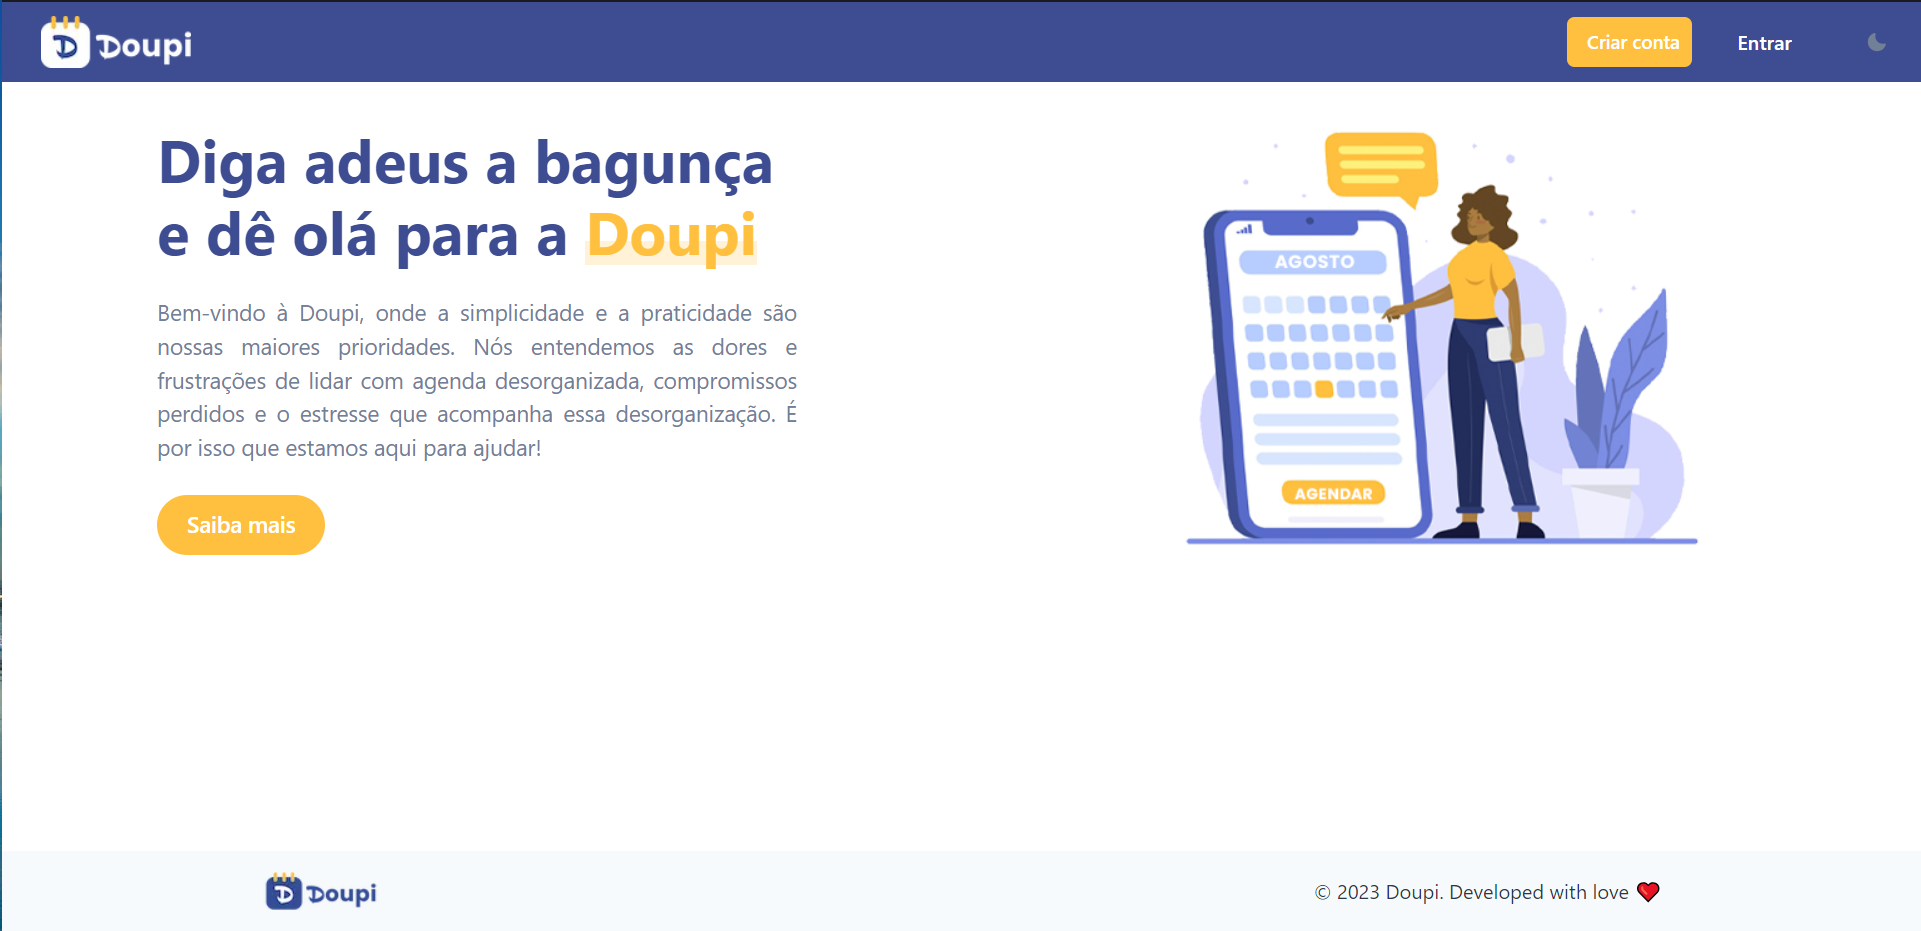 Doupi
Criar conta
Entrar
Diga adeus a bagunça
e dê olá para a Doupi
Bem-vindo à Doupi, onde a simplicidade e a praticidade são
nossas maiores prioridades. Nós entendemos as dores e
frustrações de lidar com agenda desorganizada, compromissos
perdidos e o estresse que acompanha essa desorganização. É
por isso que estamos aqui para ajudar!
Saiba mais
AGOSTO
AGENDAR
Doupi
© 2023 Doupi. Developed with love ❤️